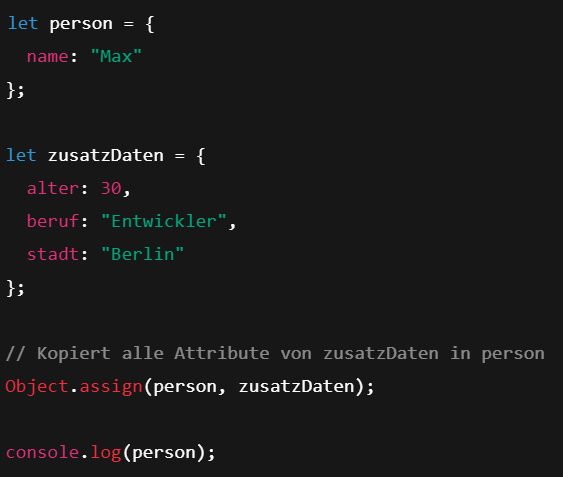 let person = {
  name: "Max"
};

let zusatzDaten = {
  alter: 30,
  beruf: "Entwickler",
  stadt: "Berlin"
};

// Kopiert alle Attribute von zusatzDaten in person
Object.assign(person, zusatzDaten);

console.log(person);